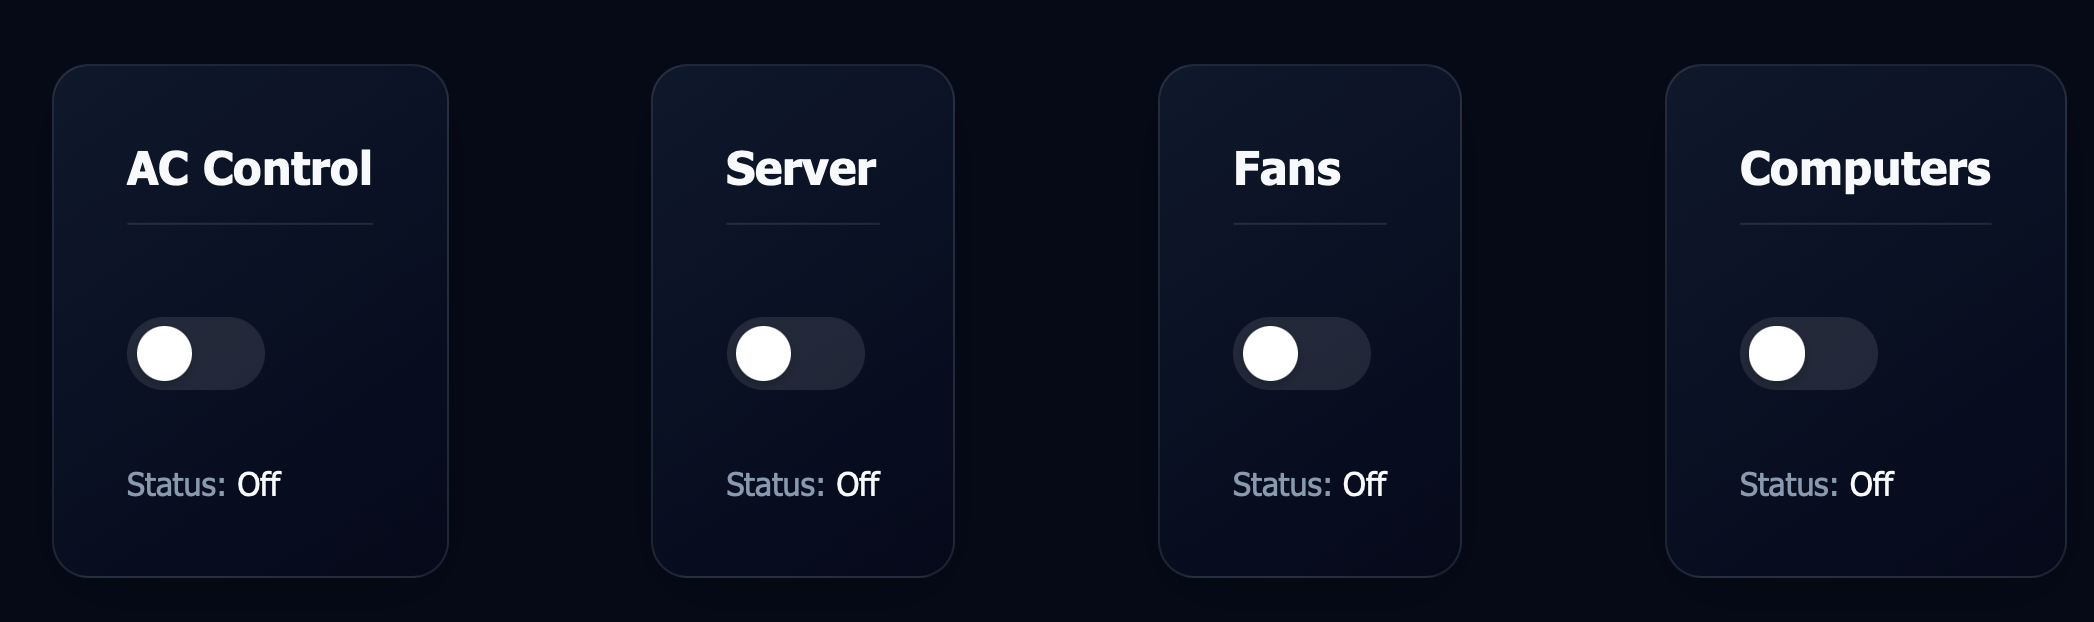 AC Control
Status: Off
Server
Status: Off
Fans
Status: Off
Computers
Status: Off